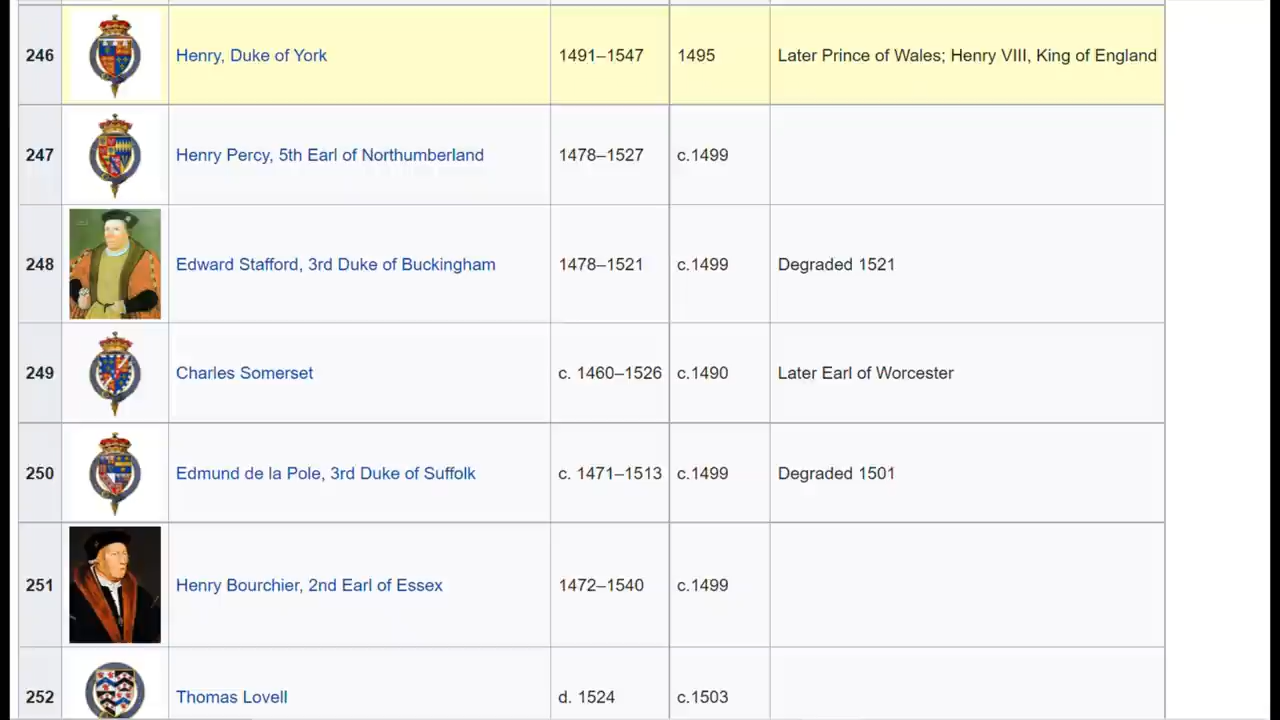 246 Henry, Duke of York 1491–1547 1495 Later Prince of Wales; Henry VIII, King of England
247 Henry Percy, 5th Earl of Northumberland 1478–1527 c.1499
248 Edward Stafford, 3rd Duke of Buckingham 1478–1521 c.1499 Degraded 1521
249 Charles Somerset c. 1460–1526 c.1490 Later Earl of Worcester
250 Edmund de la Pole, 3rd Duke of Suffolk c. 1471–1513 c.1499 Degraded 1501
251 Henry Bourchier, 2nd Earl of Essex 1472–1540 c.1499
252 Thomas Lovell d. 1524 c.1503